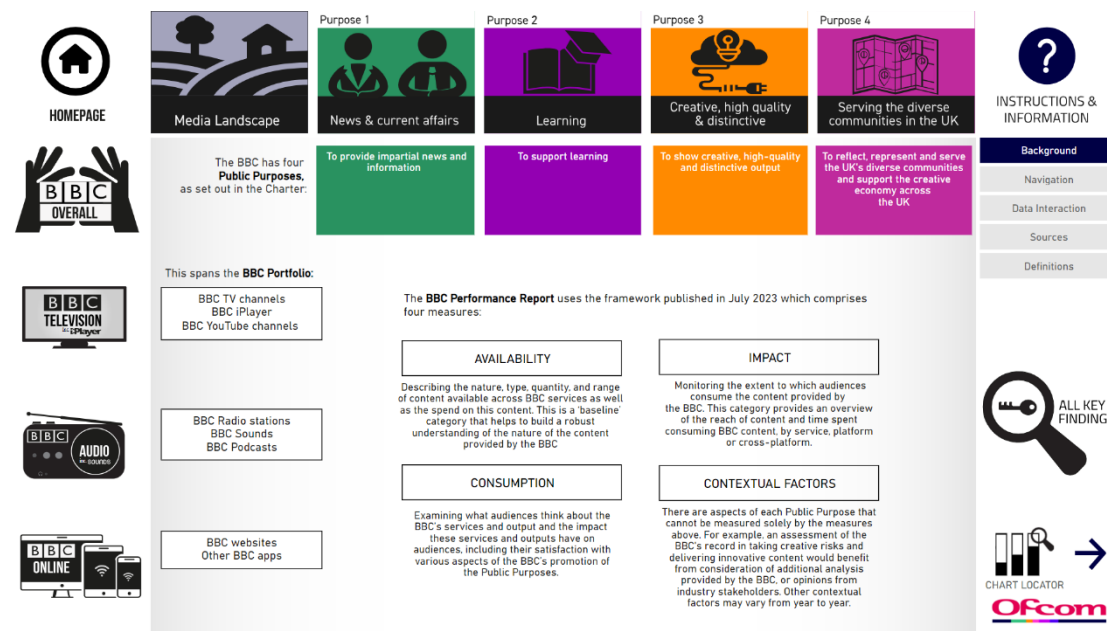 HOMEPAGE
BBC
OVERALL
BBC
TELEVISION
BBC iPlayer
BBC
AUDIO
BBC SOUNDS
BBC
ONLINE
Media Landscape
Purpose 1
News & current affairs
Purpose 2
Learning
Purpose 3
Creative, high quality
& distinctive
Purpose 4
Serving the diverse
communities in the UK
The BBC has four
Public Purposes,
as set out in the Charter:
To provide impartial news and
information
To support learning
To show creative, high-quality
and distinctive output
To reflect, represent and serve
the UK's diverse communities
and support the creative
economy across
the UK
This spans the BBC Portfolio:
BBC TV channels
BBC iPlayer
BBC YouTube channels
BBC Radio stations
BBC Sounds
BBC Podcasts
BBC websites
Other BBC apps
The BBC Performance Report uses the framework published in July 2023 which comprises
four measures:
AVAILABILITY
Describing the nature, type, quantity, and range
of content available across BBC services as well
as the spend on this content. This is a 'baseline'
category that helps to build a robust
understanding of the nature of the content
provided by the BBC
IMPACT
Monitoring the extent to which audiences
consume the content provided by
the BBC. This category provides an overview
of the reach of content and time spent
consuming BBC content, by service, platform
or cross-platform.
CONSUMPTION
Examining what audiences think about the
BBC's services and output and the impact
these services and outputs have on
audiences, including their satisfaction with
various aspects of the BBC's promotion of
the Public Purposes.
CONTEXTUAL FACTORS
There are aspects of each Public Purpose that
cannot be measured solely by the measures
above. For example, an assessment of the
BBC's record in taking creative risks and
delivering innovative content would benefit
from consideration of additional analysis
provided by the BBC, or opinions from
industry stakeholders. Other contextual
factors may vary from year to year.
?
INSTRUCTIONS &
INFORMATION
Background
Navigation
Data Interaction
Sources
Definitions
ALL KEY
FINDING
CHART LOCATOR
Ofcom